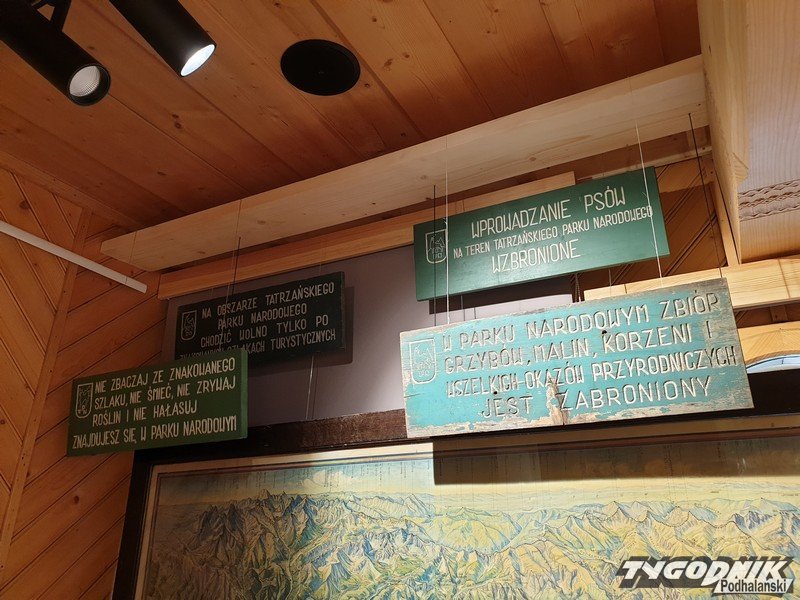 WPROWADZANIE PSÓW
NA TEREN TATRZAŃSKIEGO PARKU NARODOWEGO
WZBRONIONE
NA OBSZARZE TATRZAŃSKIEGO
PARKU NARODOWEGO
CHODZIĆ WOLNO TYLKO PO
SZLAKACH TURYSTYCZNYCH
W PARKU NARODOWYM ZBIÓR
GRZYBÓW, MALIN, KORZENI I
WSZELKICH OKAZÓW PRZYRODNICZYCH
JEST ZABRONIONY
NIE ZBACZAJ ZE ZNAKOWANEGO
SZLAKU, NIE ŚMIEĆ, NIE ZRYWAJ
ROŚLIN I NIE HAŁASUJ
ZNAJDUJESZ SIĘ W PARKU NARODOWYM
TYGODNIK
Podhalański